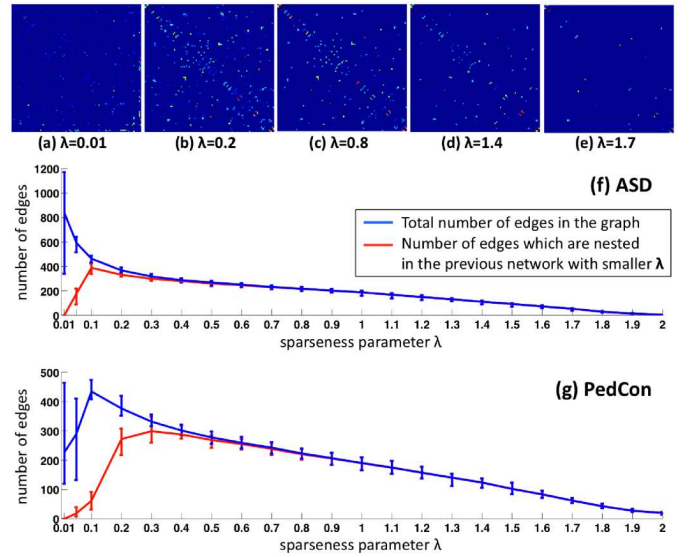 (a) λ=0.01 (b) λ=0.2 (c) λ=0.8 (d) λ=1.4 (e) λ=1.7
(f) ASD
number of edges
1200
1000
800
600
400
200
0
Total number of edges in the graph
Number of edges which are nested
in the previous network with smaller λ
0.01 0.1 0.2 0.3 0.4 0.5 0.6 0.7 0.8 0.9 1 1.1 1.2 1.3 1.4 1.5 1.6 1.7 1.8 1.9 2
sparseness parameter λ
(g) PedCon
number of edges
500
400
300
200
100
0
0.01 0.1 0.2 0.3 0.4 0.5 0.6 0.7 0.8 0.9 1 1.1 1.2 1.3 1.4 1.5 1.6 1.7 1.8 1.9 2
sparseness parameter λ